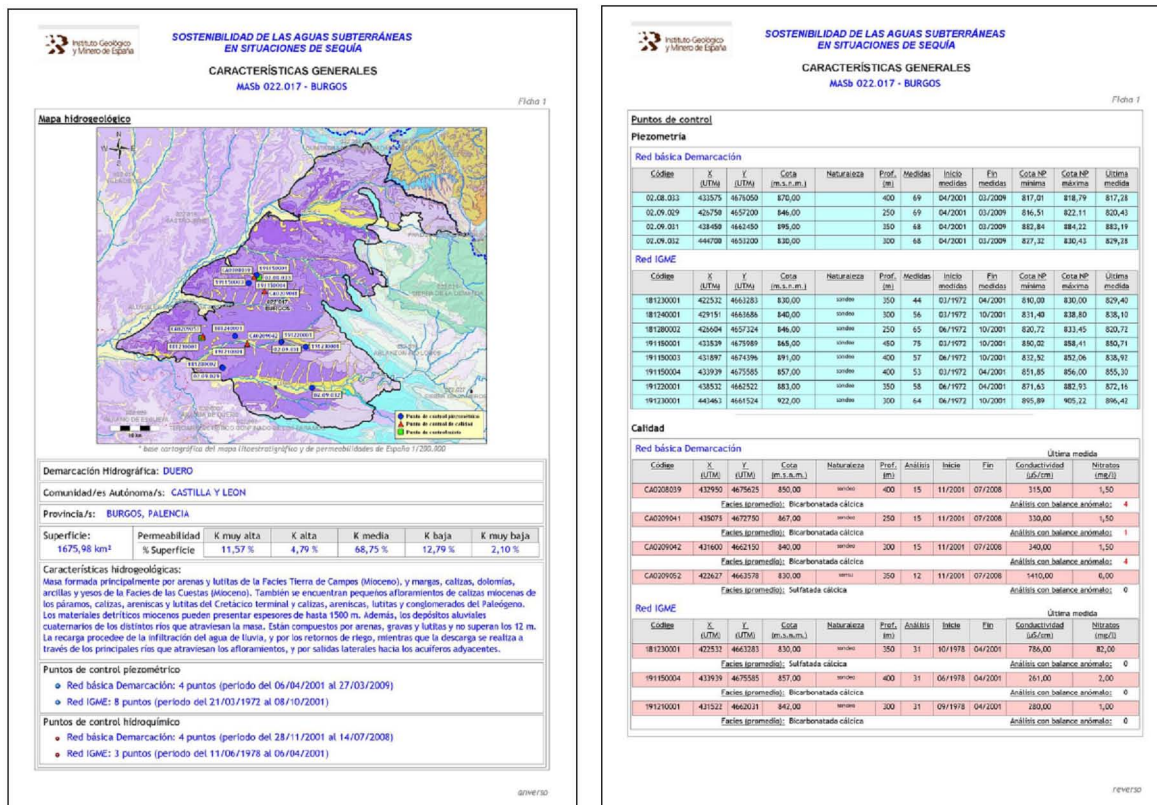 Instituto Geológico
y Minero de España
SOSTENIBILIDAD DE LAS AGUAS SUBTERRÁNEAS
EN SITUACIONES DE SEQUÍA
CARACTERÍSTICAS GENERALES
MASb 022.017 - BURGOS
Ficha 1
Mapa hidrogeológico
N
BURGOS
Punto de control piezométrico
Punto de control de calidad
* Base cartográfica del mapa litoestratigráfico y de permeabilidades de España 1/200.000
Demarcación Hidrográfica: DUERO
Comunidad/es Autónoma/s: CASTILLA Y LEON
Provincia/s: BURGOS, PALENCIA
Superficie: Permeabilidad K muy alta K alta K media K baja K muy baja
1675,98 km² % Superficie 11,57 % 4,79 % 68,75 % 12,79 % 2,10 %
Características hidrogeológicas:
Masa formada principalmente por arenas y lutitas de la Facies Tierra de Campos (Mioceno), y margas, calizas, dolomías,
arcillas y yesos de la Facies de las Cuestas (Mioceno). También se encuentran pequeños afloramientos de calizas miocenas de
los páramos, calizas, areniscas y lutitas del Cretácico terminal y calizas, areniscas, lutitas y conglomerados del Paleógeno.
Los materiales detríticos miocenos pueden presentar espesores de hasta 1500 m. Además, los depósitos aluviales
cuaternarios de los distintos ríos que atraviesan la masa. Están compuestos por arenas, gravas y lutitas y no superan los 12 m.
La recarga procede de la infiltración del agua de lluvia, y por los retornos de riego, mientras que la descarga se realiza a
través de los principales ríos que atraviesan los afloramientos, y por salidas laterales hacia los acuíferos adyacentes.
Puntos de control piezométrico
Red básica Demarcación: 4 puntos (periodo del 06/04/2001 al 27/03/2009)
Red IGME: 8 puntos (periodo del 21/03/1972 al 08/10/2001)
Puntos de control hidroquímico
Red básica Demarcación: 4 puntos (periodo del 28/11/2001 al 14/07/2008)
Red IGME: 3 puntos (periodo del 11/06/1978 al 06/04/2001)
anverso
Instituto Geológico
y Minero de España
SOSTENIBILIDAD DE LAS AGUAS SUBTERRÁNEAS
EN SITUACIONES DE SEQUÍA
CARACTERÍSTICAS GENERALES
MASb 022.017 - BURGOS
Ficha 1
Puntos de control
Piezometría
Red básica Demarcación
Código X (UTM) Y (UTM) Cota (m.s.n.m.) Naturaleza Prof. (m) Medidas Inicio medidas Fin medidas Cota NP mínima Cota NP máxima Última medida
02.08.033 433575 4676050 870,00 400 69 04/2001 03/2009 817,01 818,79 817,28
02.09.029 426750 4657200 846,00 250 69 04/2001 03/2009 816,51 822,11 820,43
02.09.031 438450 4662450 895,00 350 68 04/2001 03/2009 882,84 884,22 883,19
02.09.032 444700 4653200 830,00 300 68 04/2001 03/2009 827,32 830,43 829,38
Red IGME
Código X (UTM) Y (UTM) Cota (m.s.n.m.) Naturaleza Prof. (m) Medidas Inicio medidas Fin medidas Cota NP mínima Cota NP máxima Última medida
181230001 422532 4663283 830,00 sondeo 350 44 03/1972 04/2001 810,00 830,00 829,40
181240001 429151 4663686 840,00 sondeo 300 56 03/1972 10/2001 831,40 838,80 838,10
181280002 426604 4657324 846,00 sondeo 250 65 06/1972 10/2001 820,72 833,45 820,72
191150001 433539 4675989 865,00 sondeo 450 75 03/1972 10/2001 850,02 858,41 850,71
191150003 431897 4674396 891,00 sondeo 400 57 06/1972 10/2001 832,52 852,06 838,92
191150004 433939 4675585 857,00 sondeo 400 53 03/1972 04/2001 851,85 856,00 855,30
191220001 438532 4662522 883,00 sondeo 350 58 06/1972 04/2001 871,63 882,93 872,16
191230001 443463 4661524 922,00 sondeo 300 64 06/1972 10/2001 895,89 905,22 896,42
Calidad
Red básica Demarcación
Última medida
Código X (UTM) Y (UTM) Cota (m.s.n.m.) Naturaleza Prof. (m) Análisis Inicio Fin Conductividad (µS/cm) Nitratos (mg/l)
CA0208039 432950 4675625 850,00 sondeo 400 15 11/2001 07/2008 315,00 1,50
Facies (promedio): Bicarbonatada cálcica Análisis con balance anómalo: 4
CA0209041 435075 4672750 867,00 sondeo 250 15 11/2001 07/2008 330,00 1,50
Facies (promedio): Bicarbonatada cálcica Análisis con balance anómalo: 1
CA0209042 431600 4662150 840,00 sondeo 300 15 11/2001 07/2008 340,00 1,50
Facies (promedio): Bicarbonatada cálcica Análisis con balance anómalo: 4
CA0209052 422627 4663578 830,00 350 12 11/2001 07/2008 1410,00 0,00
Facies (promedio): Sulfatada cálcica Análisis con balance anómalo: 0
Red IGME
Última medida
Código X (UTM) Y (UTM) Cota (m.s.n.m.) Naturaleza Prof. (m) Análisis Inicio Fin Conductividad (µS/cm) Nitratos (mg/l)
181230001 422532 4663283 830,00 sondeo 350 31 10/1978 04/2001 786,00 82,00
Facies (promedio): Sulfatada cálcica Análisis con balance anómalo: 0
191150004 433939 4675585 857,00 sondeo 400 31 06/1978 04/2001 261,00 2,00
Facies (promedio): Bicarbonatada cálcica Análisis con balance anómalo: 0
191210001 431522 4662031 842,00 sondeo 300 31 09/1978 04/2001 280,00 1,00
Facies (promedio): Bicarbonatada cálcica Análisis con balance anómalo: 0
reverso